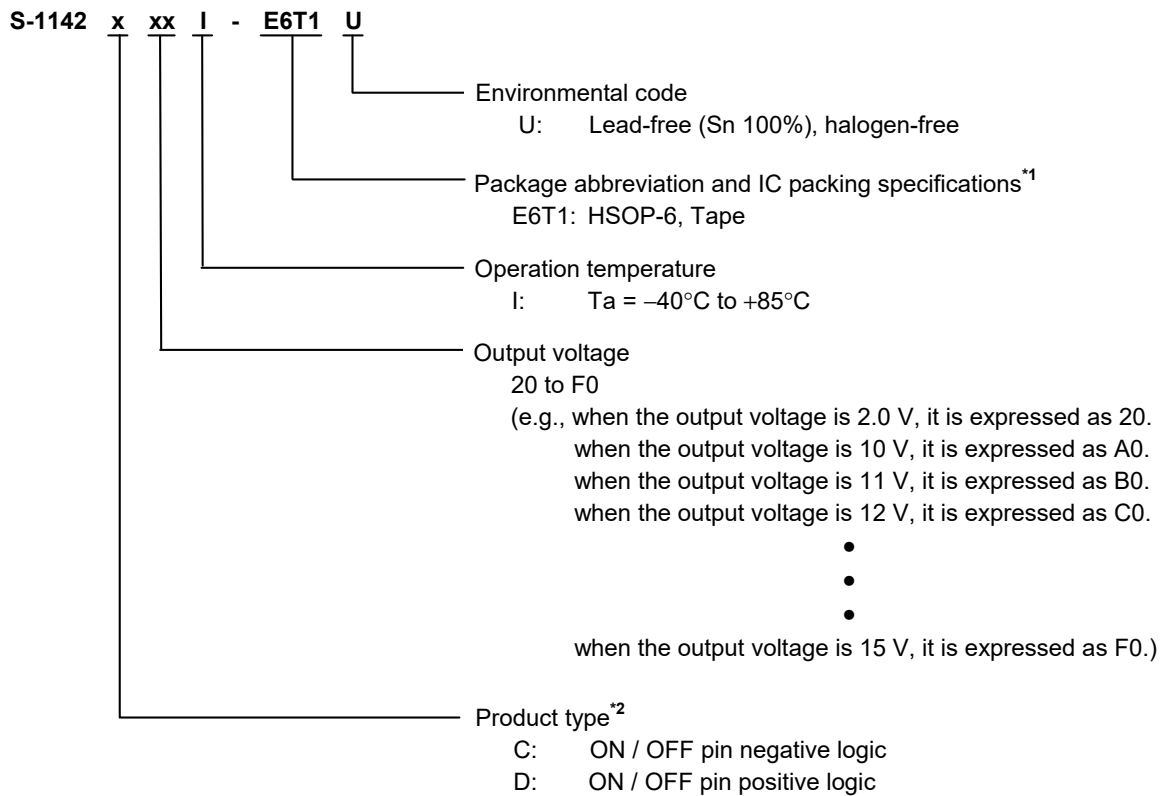 S-1142 x xx I - E6T1 U
Environmental code
U: Lead-free (Sn 100%), halogen-free
Package abbreviation and IC packing specifications*1
E6T1: HSOP-6, Tape
Operation temperature
I: Ta = −40°C to +85°C
Output voltage
20 to F0
(e.g., when the output voltage is 2.0 V, it is expressed as 20.
when the output voltage is 10 V, it is expressed as A0.
when the output voltage is 11 V, it is expressed as B0.
when the output voltage is 12 V, it is expressed as C0.
•
•
•
when the output voltage is 15 V, it is expressed as F0.)
Product type*2
C: ON / OFF pin negative logic
D: ON / OFF pin positive logic